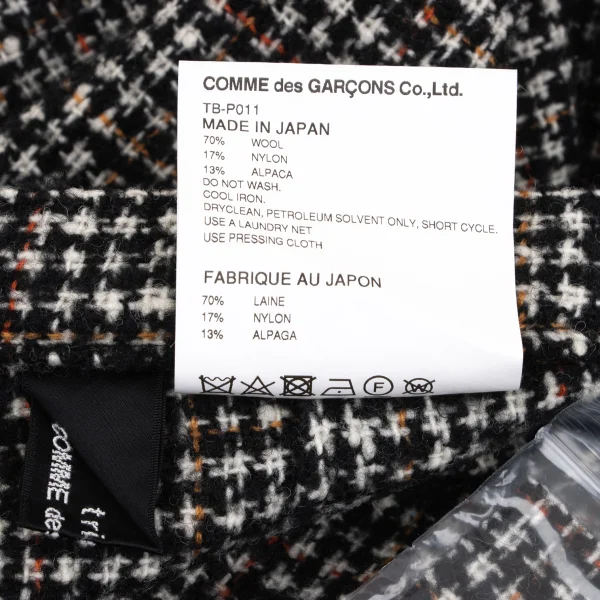 COMME des GARÇONS Co.,Ltd.
TB-P011
MADE IN JAPAN
70% WOOL
17% NYLON
13% ALPACA
DO NOT WASH.
COOL IRON.
DRYCLEAN, PETROLEUM SOLVENT ONLY, SHORT CYCLE.
USE A LAUNDRY NET
USE PRESSING CLOTH
FABRIQUE AU JAPON
70% LAINE
17% NYLON
13% ALPAGA
F W
tri
COMME des